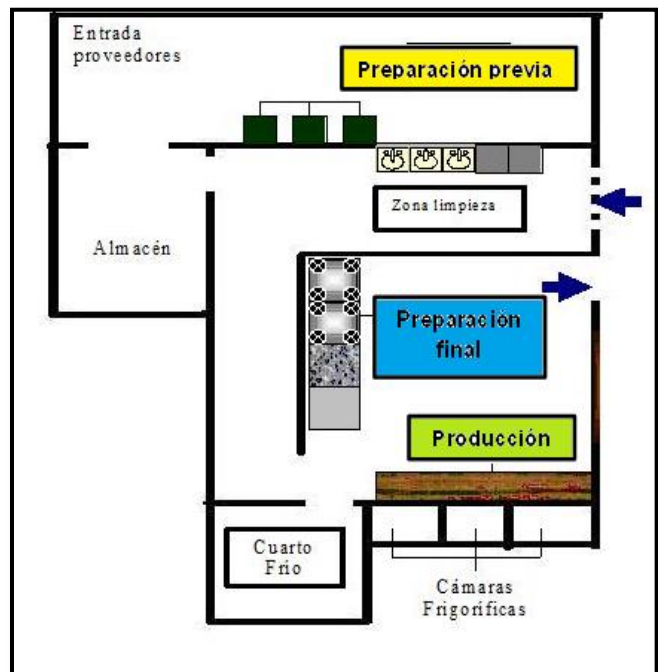 Entrada
proveedores
Preparación previa
Zona limpieza
Almacén
Preparación
final
Producción
Cuarto
Frío
Cámaras
Frigoríficas